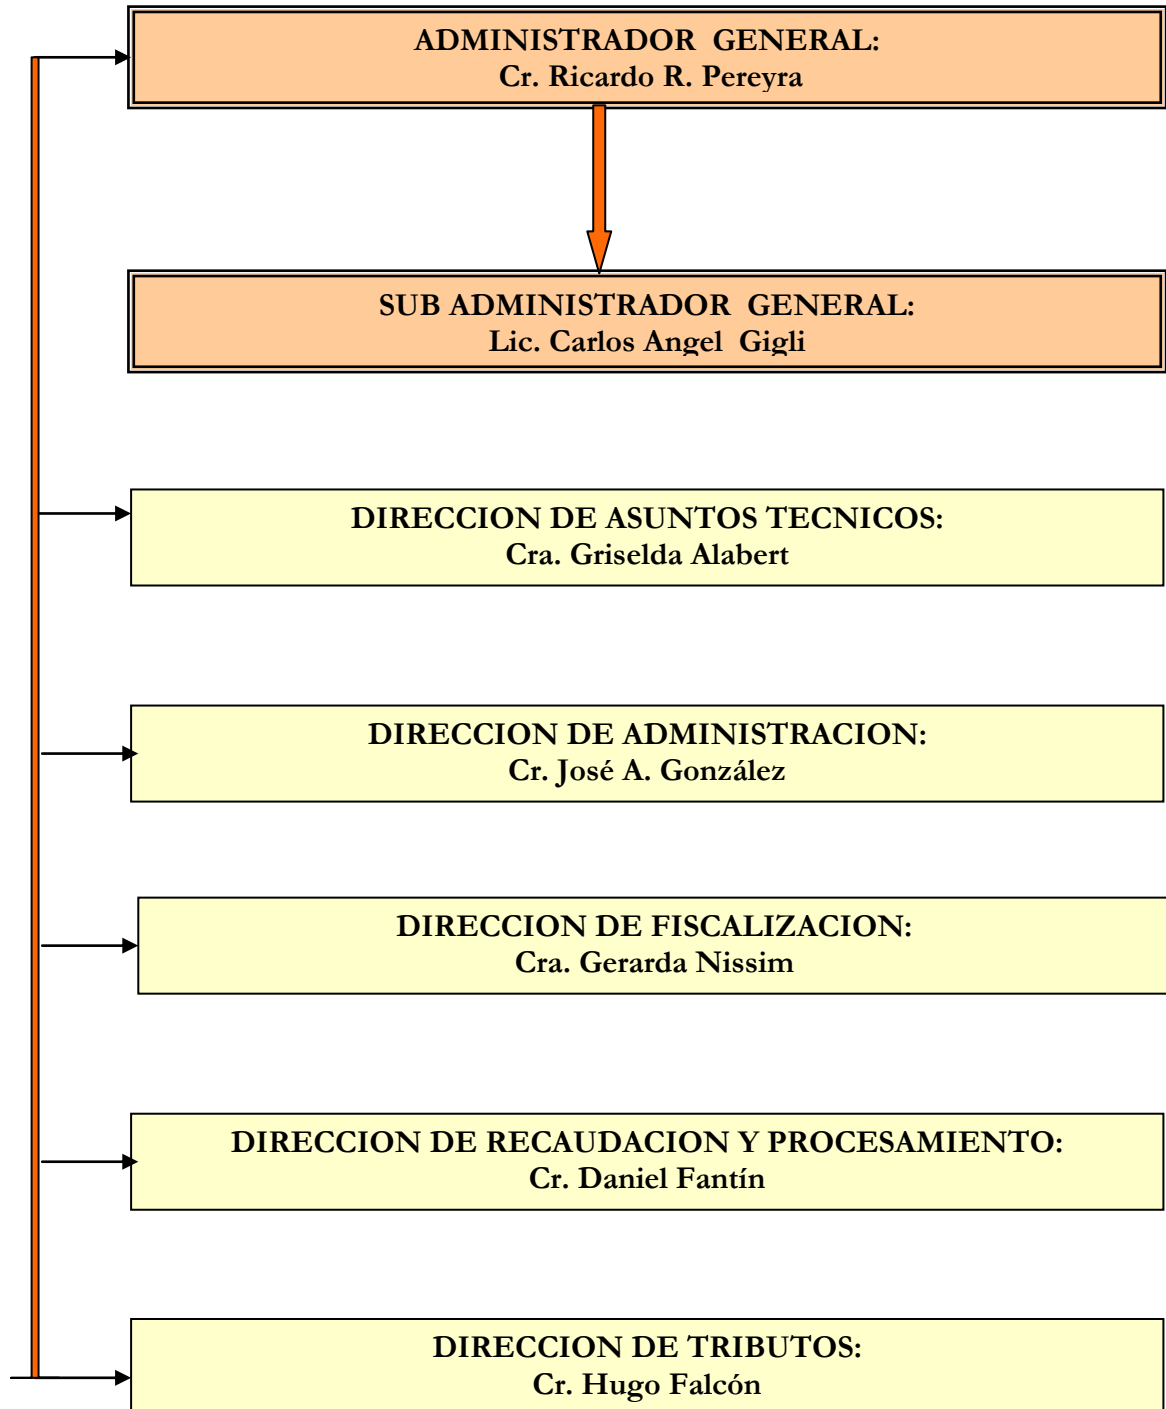 ADMINISTRADOR GENERAL:
Cr. Ricardo R. Pereyra
SUB ADMINISTRADOR GENERAL:
Lic. Carlos Angel Gigli
DIRECCION DE ASUNTOS TECNICOS:
Cra. Griselda Alabert
DIRECCION DE ADMINISTRACION:
Cr. José A. González
DIRECCION DE FISCALIZACION:
Cra. Gerarda Nissim
DIRECCION DE RECAUDACION Y PROCESAMIENTO:
Cr. Daniel Fantín
DIRECCION DE TRIBUTOS:
Cr. Hugo Falcón